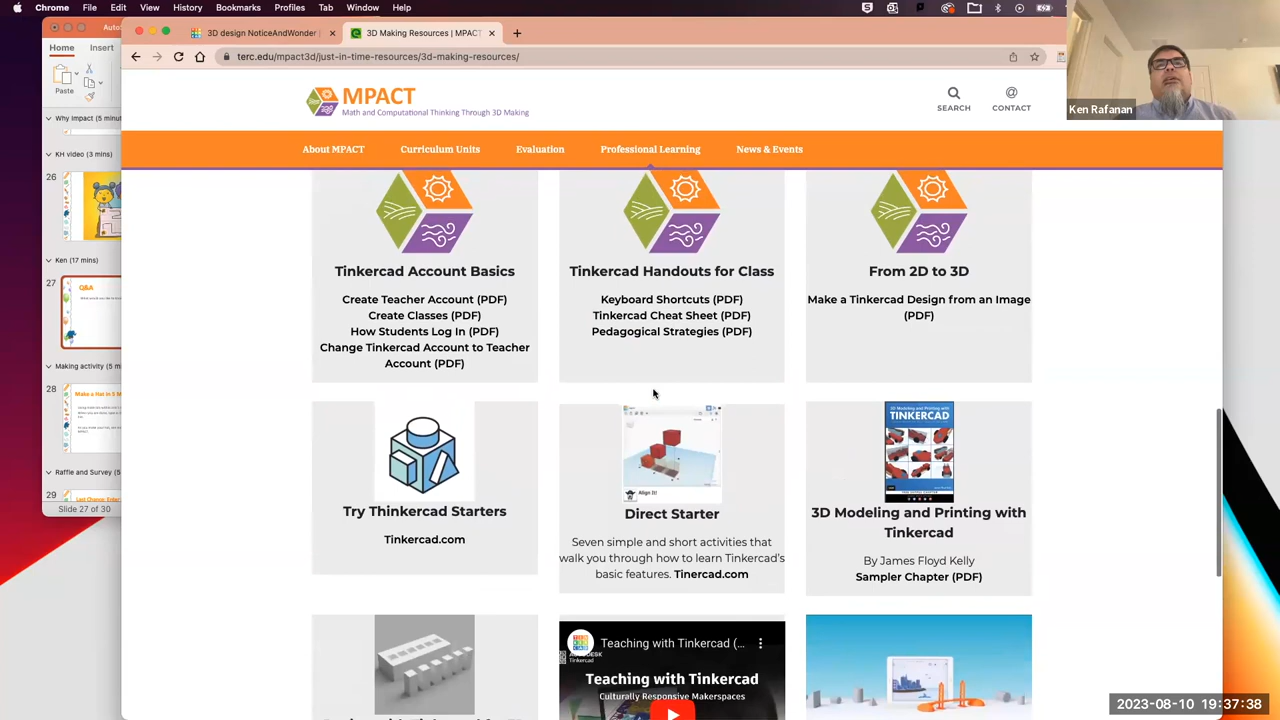 Chrome File Edit View History Bookmarks Profiles Tab Window Help
Auto
3D design NoticeAndWonder
3D Making Resources | MPACT
terc.edu/mpact3d/just-in-time-resources/3d-making-resources/
Home Insert
Paste
Why Impact (5 minut
KH video (3 mins)
26
Ken (17 mins)
27
Q&A
Making activity (5 m
28
Make a Hat in 5 M
Raffle and Survey (5
29
Last Chance: Enter
Slide 27 of 30
MPACT
Math and Computational Thinking Through 3D Making
SEARCH
CONTACT
Ken Rafanan
About MPACT Curriculum Units Evaluation Professional Learning News & Events
Tinkercad Account Basics
Create Teacher Account (PDF)
Create Classes (PDF)
How Students Log In (PDF)
Change Tinkercad Account to Teacher
Account (PDF)
Tinkercad Handouts for Class
Keyboard Shortcuts (PDF)
Tinkercad Cheat Sheet (PDF)
Pedagogical Strategies (PDF)
From 2D to 3D
Make a Tinkercad Design from an Image
(PDF)
Try Thinkercad Starters
Tinkercad.com
Align It!
Direct Starter
Seven simple and short activities that
walk you through how to learn Tinkercad's
basic features. Tinercad.com
3D Modeling and Printing with
TINKERCAD
3D Modeling and Printing with
Tinkercad
By James Floyd Kelly
Sampler Chapter (PDF)
Teaching with Tinkercad (...
AUTODESK
Tinkercad
Teaching with Tinkercad
Culturally Responsive Makerspaces
2023-08-10 19:37:38